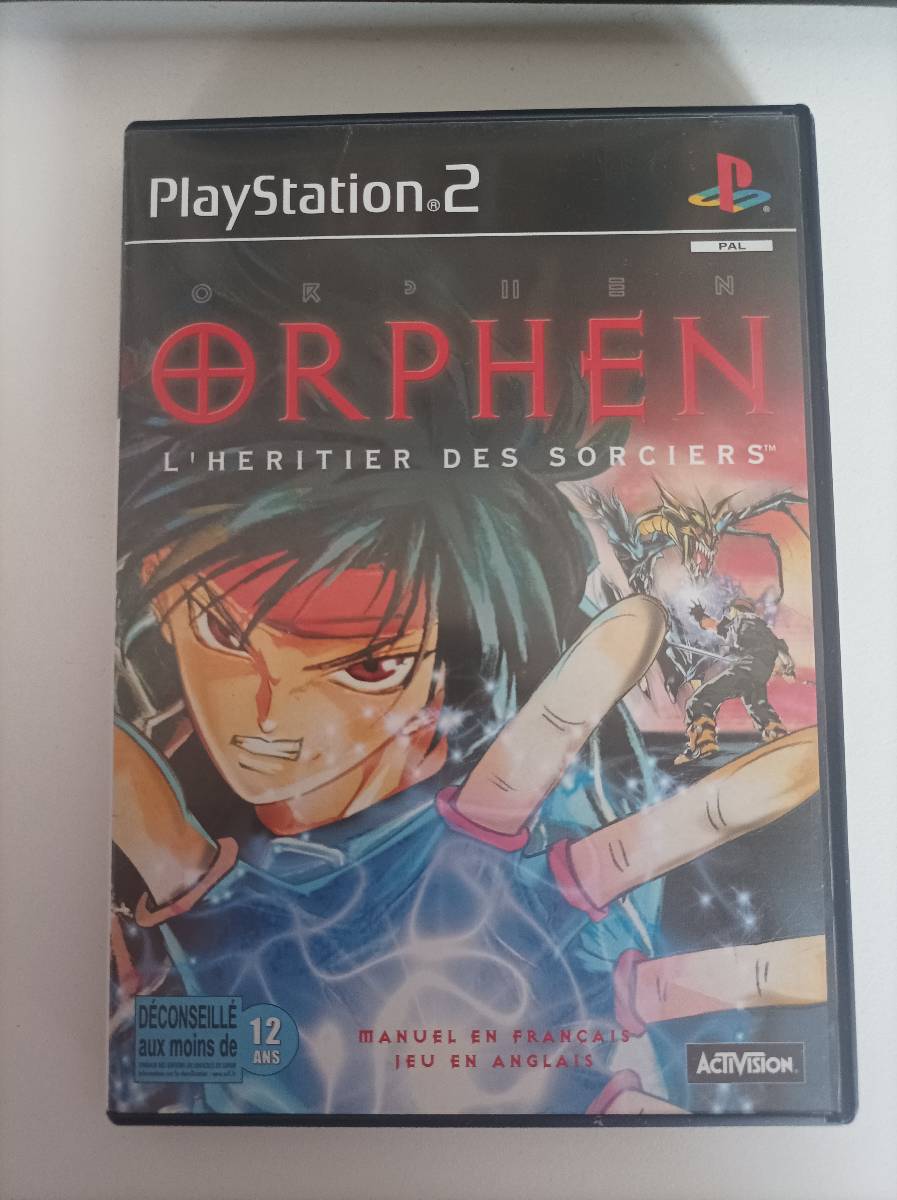 PlayStation®2
PAL
ORPHEN
ORPHEN
L'HERITIER DES SORCIERS™
DÉCONSEILLÉ
aux moins de
12
ANS
MANUEL EN FRANÇAIS
JEU EN ANGLAIS
ACTIVISION.